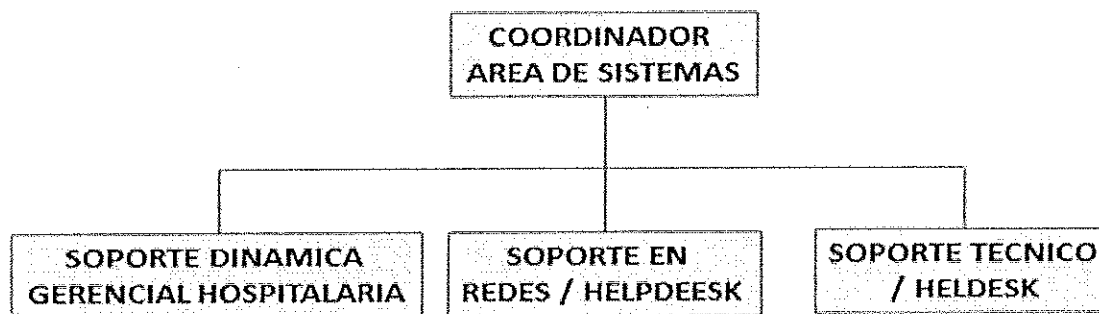 COORDINADOR
AREA DE SISTEMAS
SOPORTE DINAMICA
GERENCIAL HOSPITALARIA
SOPORTE EN
REDES / HELPDEESK
SOPORTE TECNICO
/ HELDESK